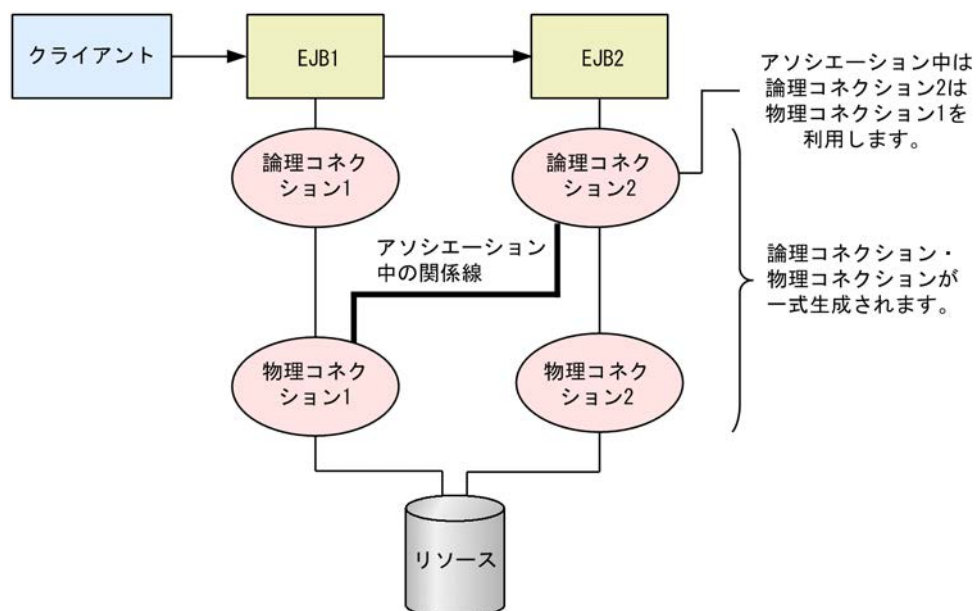 クライアント
EJB1
EJB2
アソシエーション中は
論理コネクション2は
物理コネクション1を
利用します。
論理コネク
ション1
論理コネク
ション2
アソシエーション
中の関係線
論理コネクション・
物理コネクションが
一式生成されます。
物理コネク
ション1
物理コネク
ション2
リソース